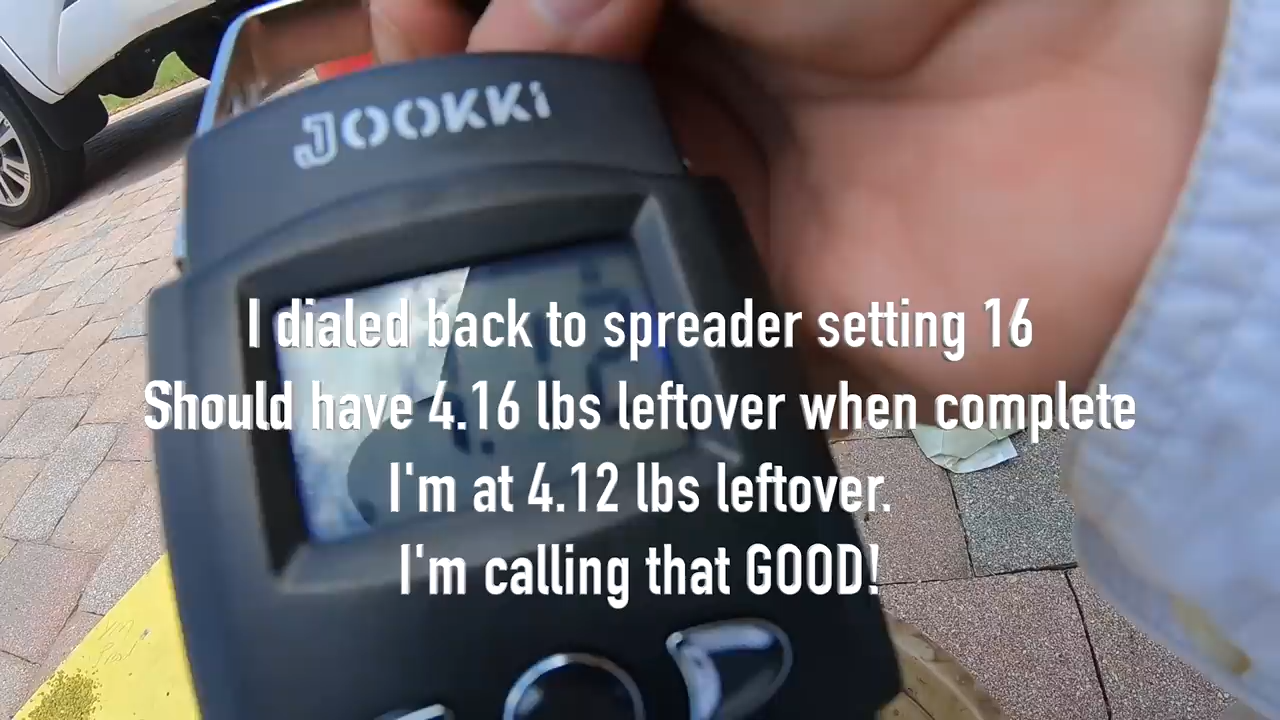 JOOKKi
I dialed back to spreader setting 16
Should have 4.16 lbs leftover when complete
I'm at 4.12 lbs leftover.
I'm calling that GOOD!